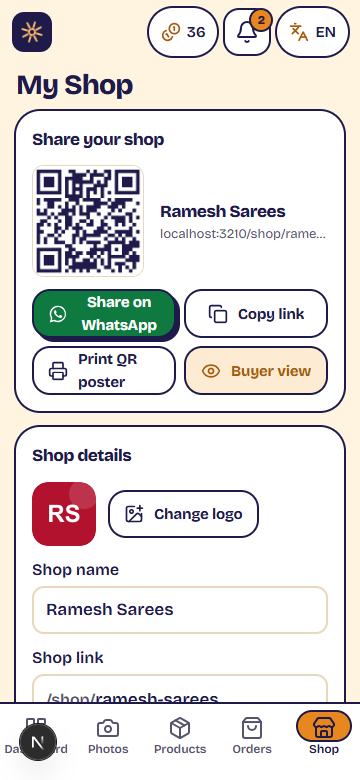 36
2
EN
My Shop
Share your shop
Ramesh Sarees
localhost:3210/shop/rame...
Share on
WhatsApp
Copy link
Print QR
poster
Buyer view
Shop details
RS
Change logo
Shop name
Ramesh Sarees
Shop link
/shop/ramesh-sarees
N
Photos
Products
Orders
Shop